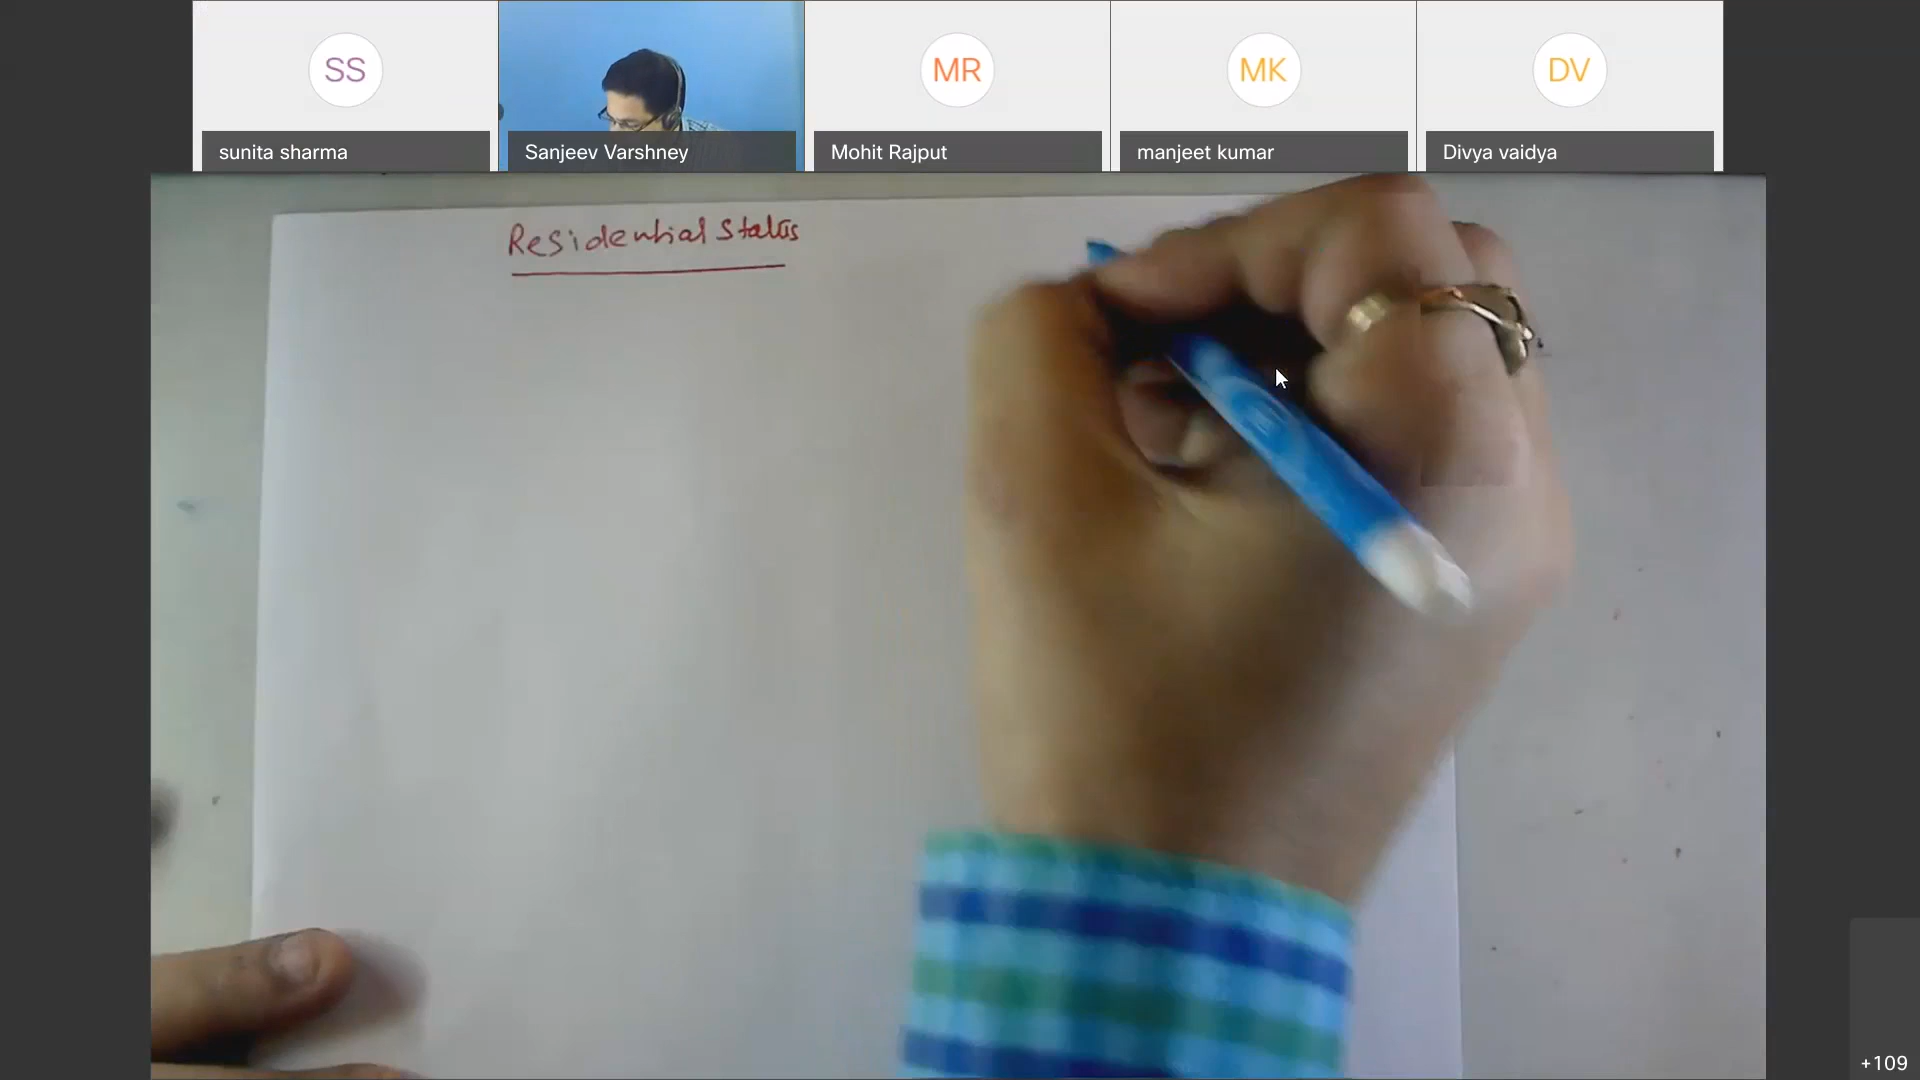 SS
MR
MK
DV
sunita sharma
Sanjeev Varshney
Mohit Rajput
manjeet kumar
Divya vaidya
Residential Status
+109